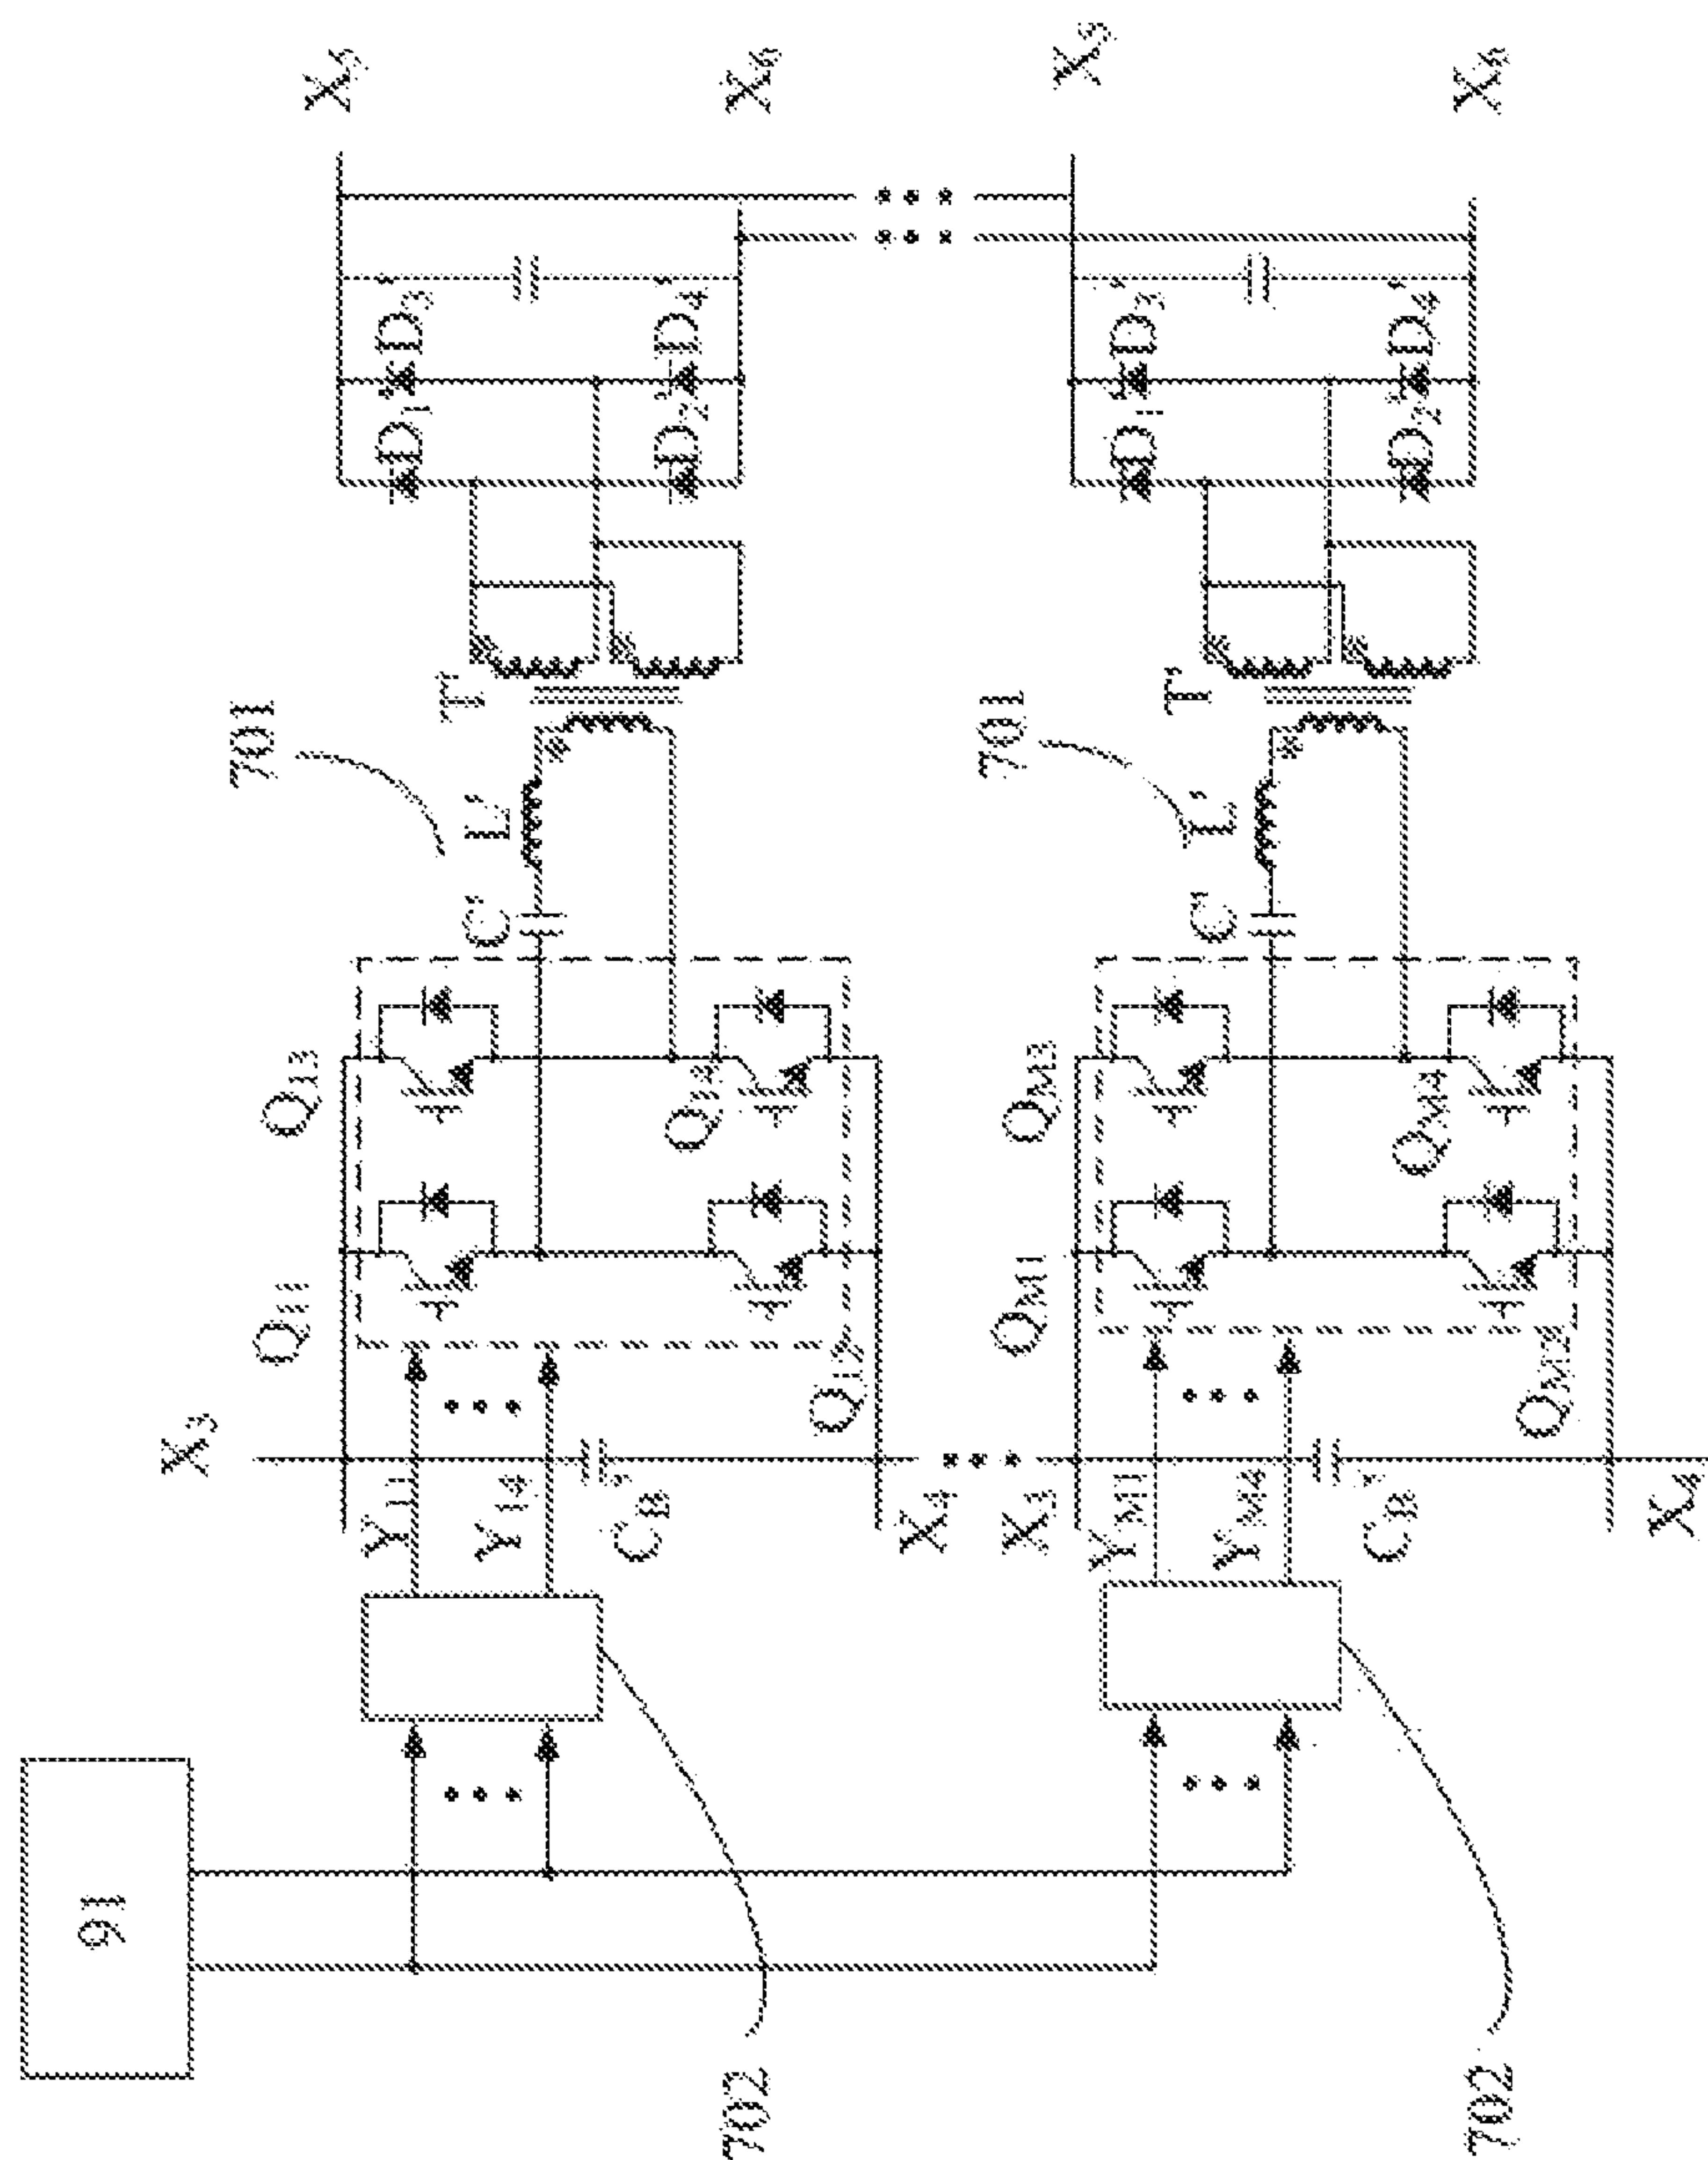 91
702
702
X3
X4
X3
X4
Y11
Y14
CB'
YM1
YM4
CB'
Q11
Q12
QM1
QM2
Q13
Q14
QM3
QM4
C'
L'
T'
C'
L'
T'
701
701
D1'
D2'
D3'
D4'
D1'
D2'
D3'
D4'
X5
X6
X5
X6